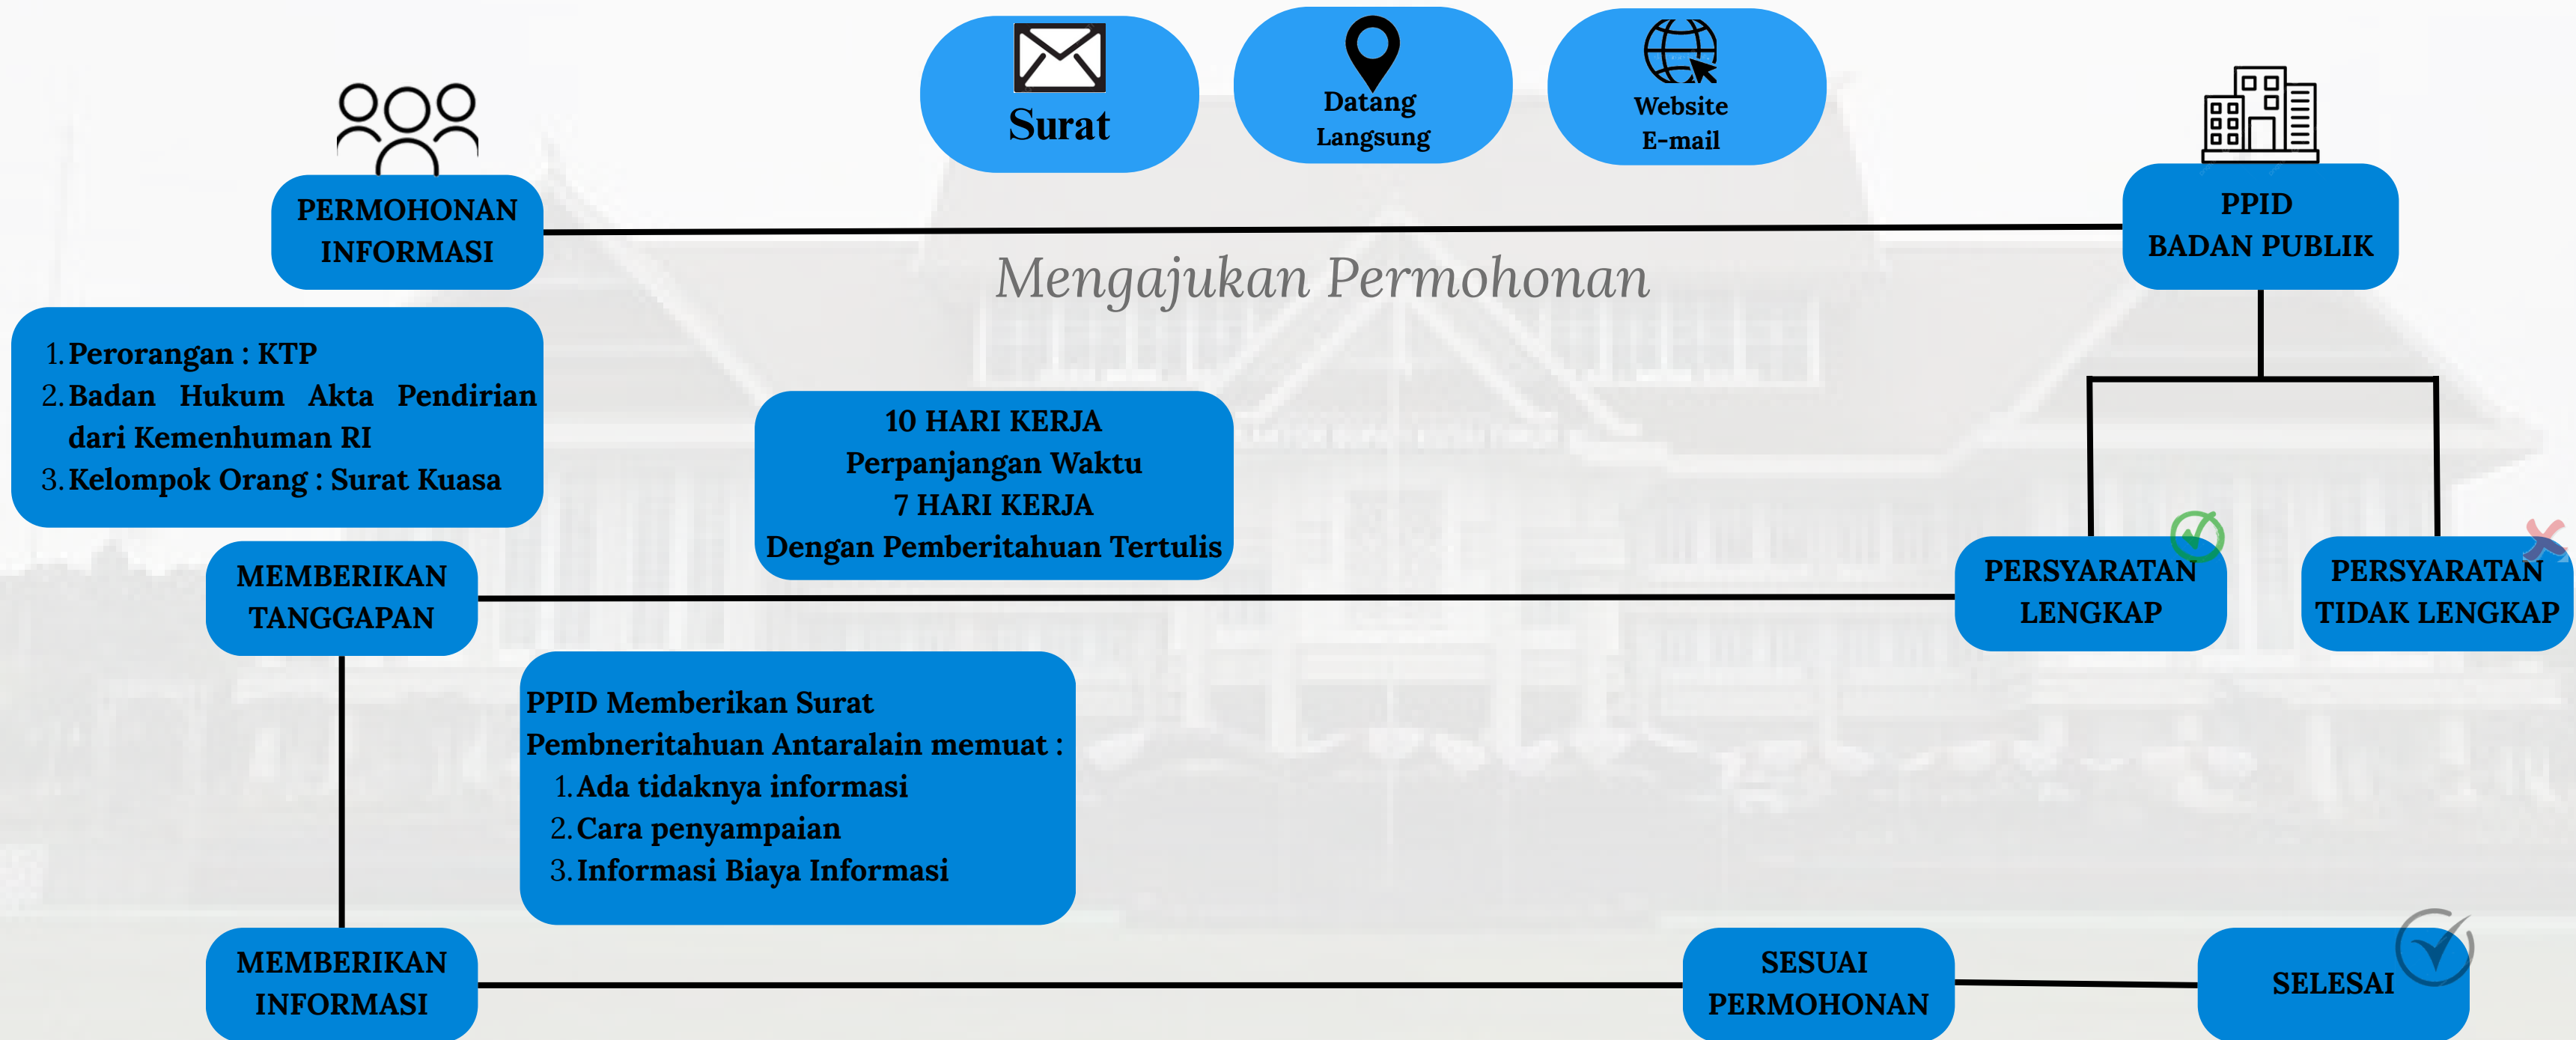 Surat
Datang
Langsung
Website
E-mail
PERMOHONAN
INFORMASI
PPID
BADAN PUBLIK
Mengajukan Permohonan
1. Perorangan : KTP
2. Badan Hukum Akta Pendirian
dari Kemenhuman RI
3. Kelompok Orang : Surat Kuasa
10 HARI KERJA
Perpanjangan Waktu
7 HARI KERJA
Dengan Pemberitahuan Tertulis
MEMBERIKAN
TANGGAPAN
PERSYARATAN
LENGKAP
PERSYARATAN
TIDAK LENGKAP
PPID Memberikan Surat
Pembneritahuan Antaralain memuat :
1. Ada tidaknya informasi
2. Cara penyampaian
3. Informasi Biaya Informasi
MEMBERIKAN
INFORMASI
SESUAI
PERMOHONAN
SELESAI